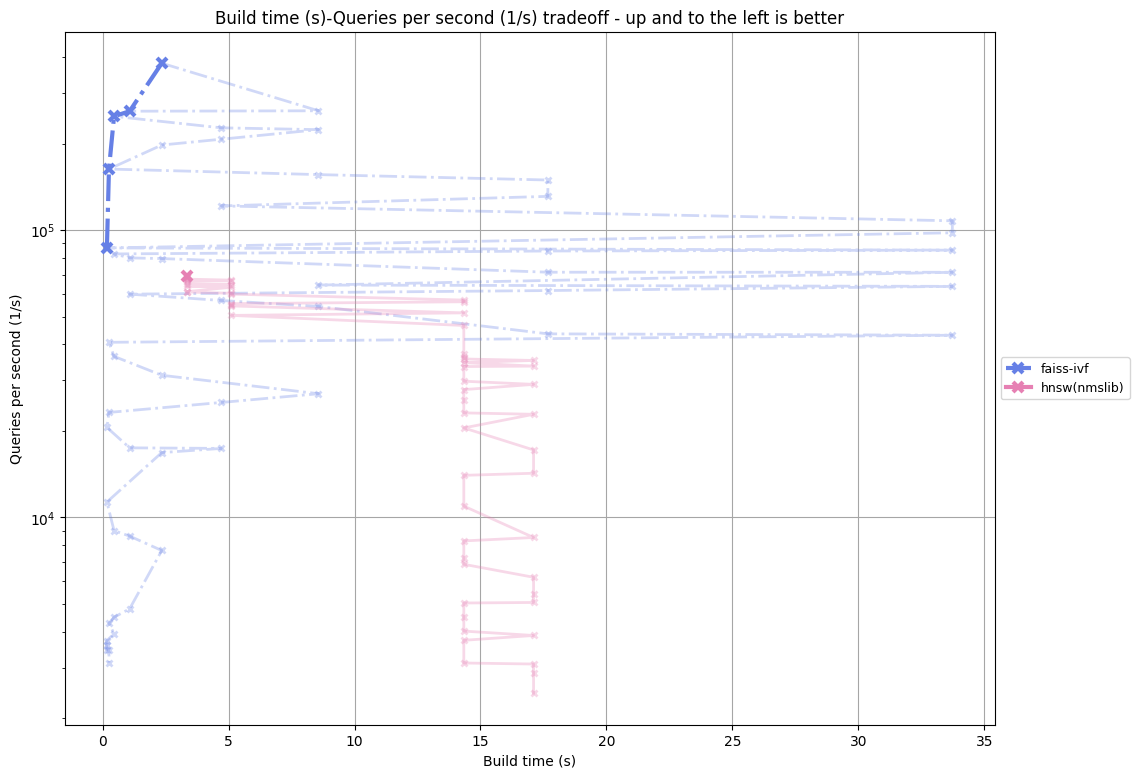 Build time (s)-Queries per second (1/s) tradeoff - up and to the left is better
Queries per second (1/s)
10^5
10^4
0 5 10 15 20 25 30 35
Build time (s)
faiss-ivf
hnsw(nmslib)